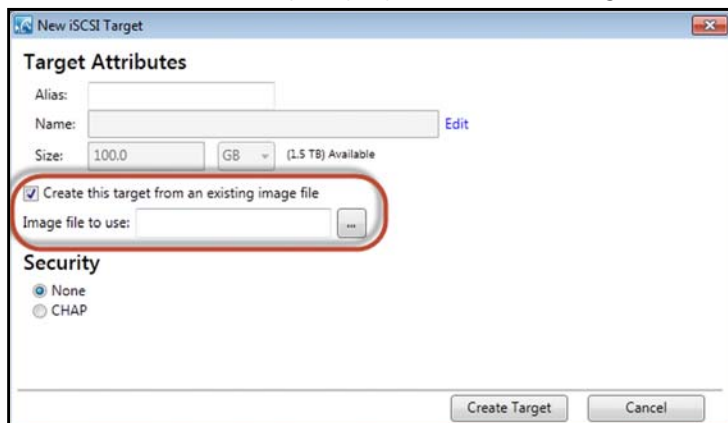 New iSCSI Target
Target Attributes
Alias:
Name: Edit
Size: 100.0 GB (1.5 TB) Available
Create this target from an existing image file
Image file to use: ...
Security
None
CHAP
Create Target Cancel